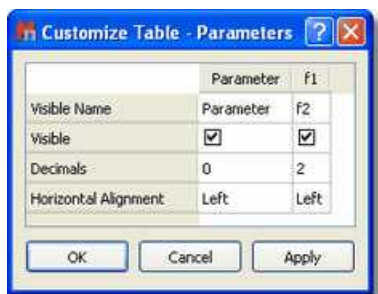 Customize Table - Parameters
Parameter f1
Visible Name Parameter f2
Visible
Decimals 0 2
Horizontal Alignment Left Left
OK Cancel Apply